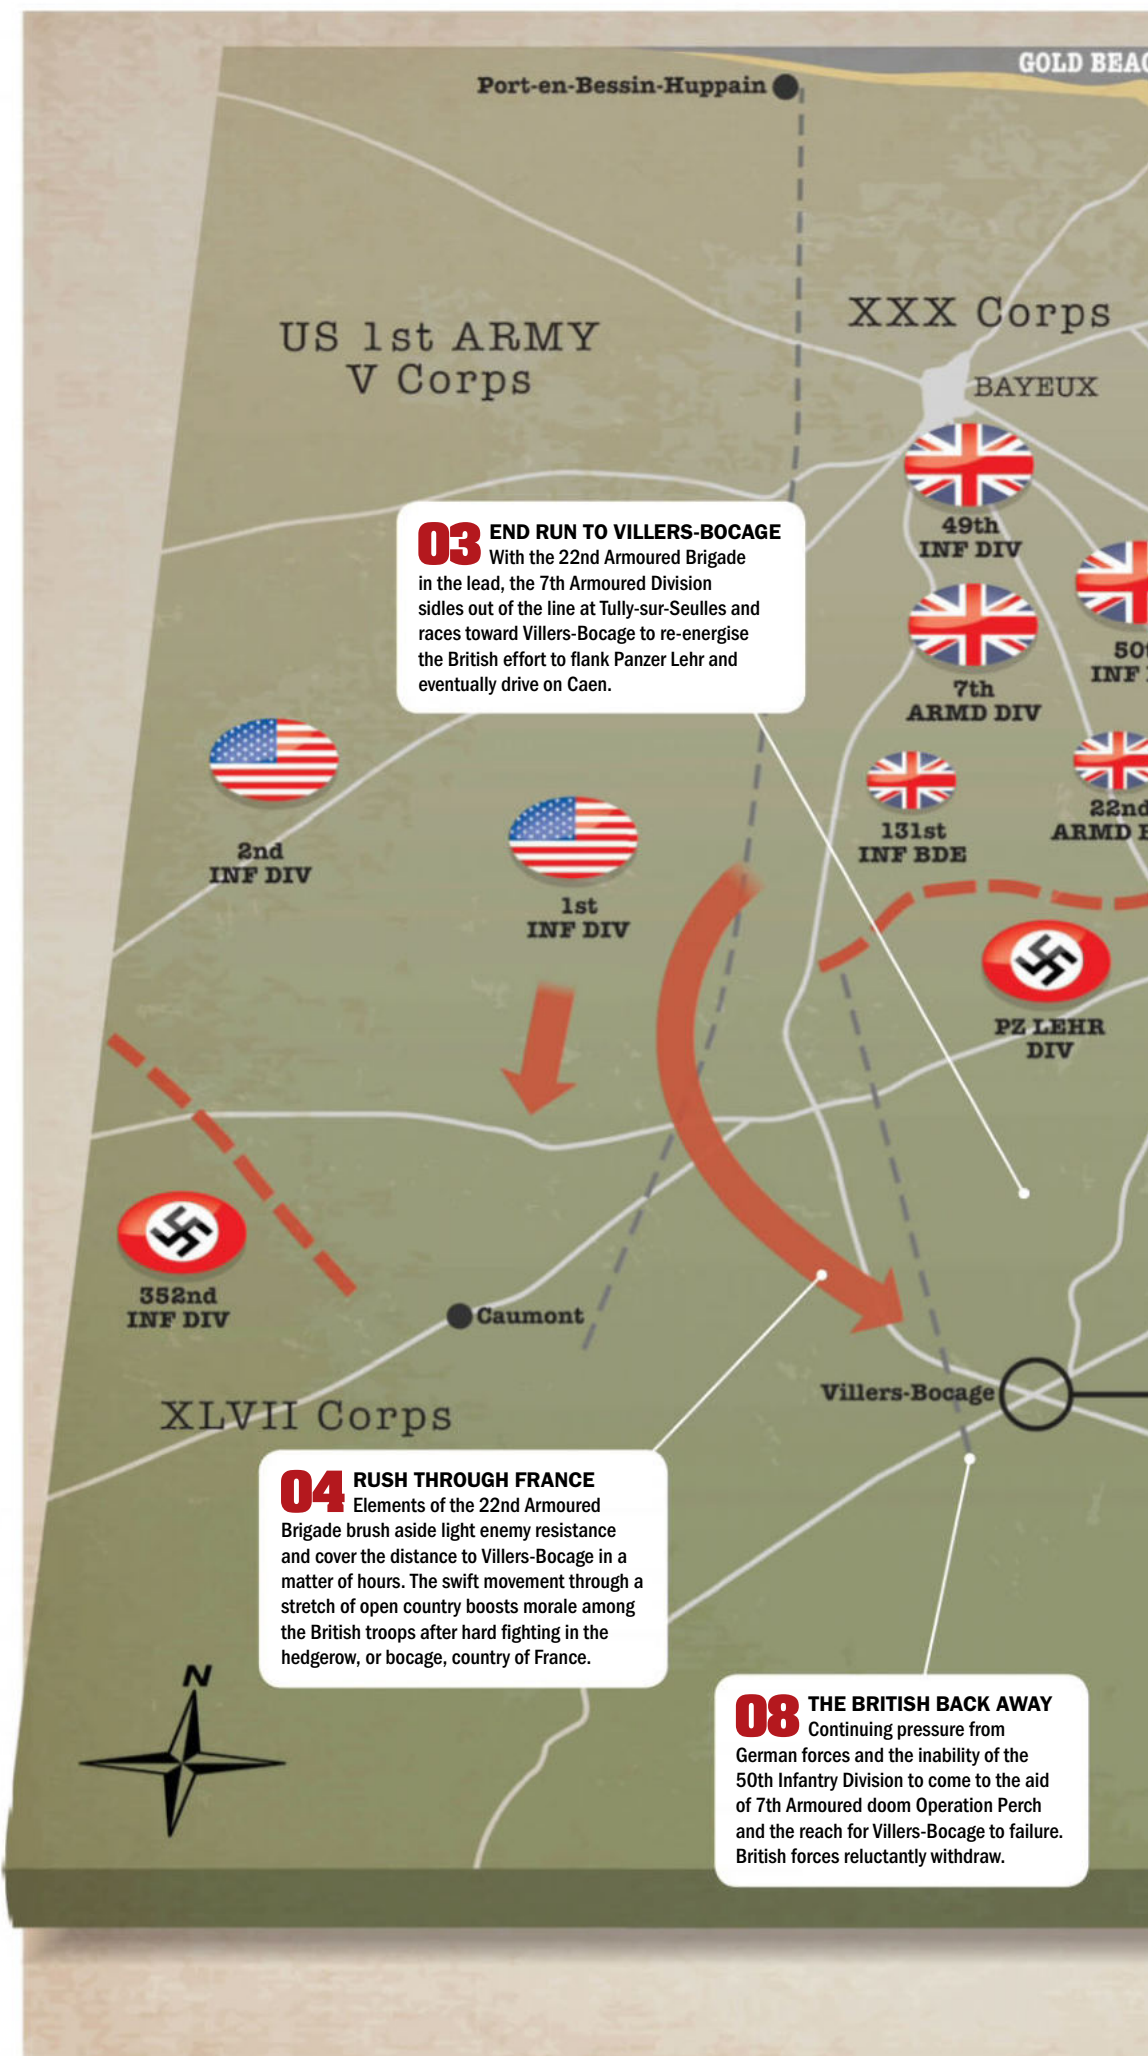 GOLD
Port-en-Bessin-Huppain
XXX Corps
US 1st ARMY
V Corps
BAYEUX
49th
INF DIV
03 END RUN TO VILLERS-BOCAGE
With the 22nd Armoured Brigade
in the lead, the 7th Armoured Division
sidles out of the line at Tully-sur-Seulles and
races toward Villers-Bocage to re-energise
the British effort to flank Panzer Lehr and
eventually drive on Caen.
INF
7th
ARMD DIV
2nd
INF DIV
131st
INF BDE
22nd
ARMD
1st
INF DIV
PZ LEHR
DIV
352nd
INF DIV
Caumont
Villers-Bocage
XLVII Corps
04 RUSH THROUGH FRANCE
Elements of the 22nd Armoured
Brigade brush aside light enemy resistance
and cover the distance to Villers-Bocage in a
matter of hours. The swift movement through a
stretch of open country boosts morale among
the British troops after hard fighting in the
hedgerow, or bocage, country of France.
N
08 THE BRITISH BACK AWAY
Continuing pressure from
German forces and the inability of the
50th Infantry Division to come to the aid
of 7th Armoured doom Operation Perch
and the reach for Villers-Bocage to failure.
British forces reluctantly withdraw.